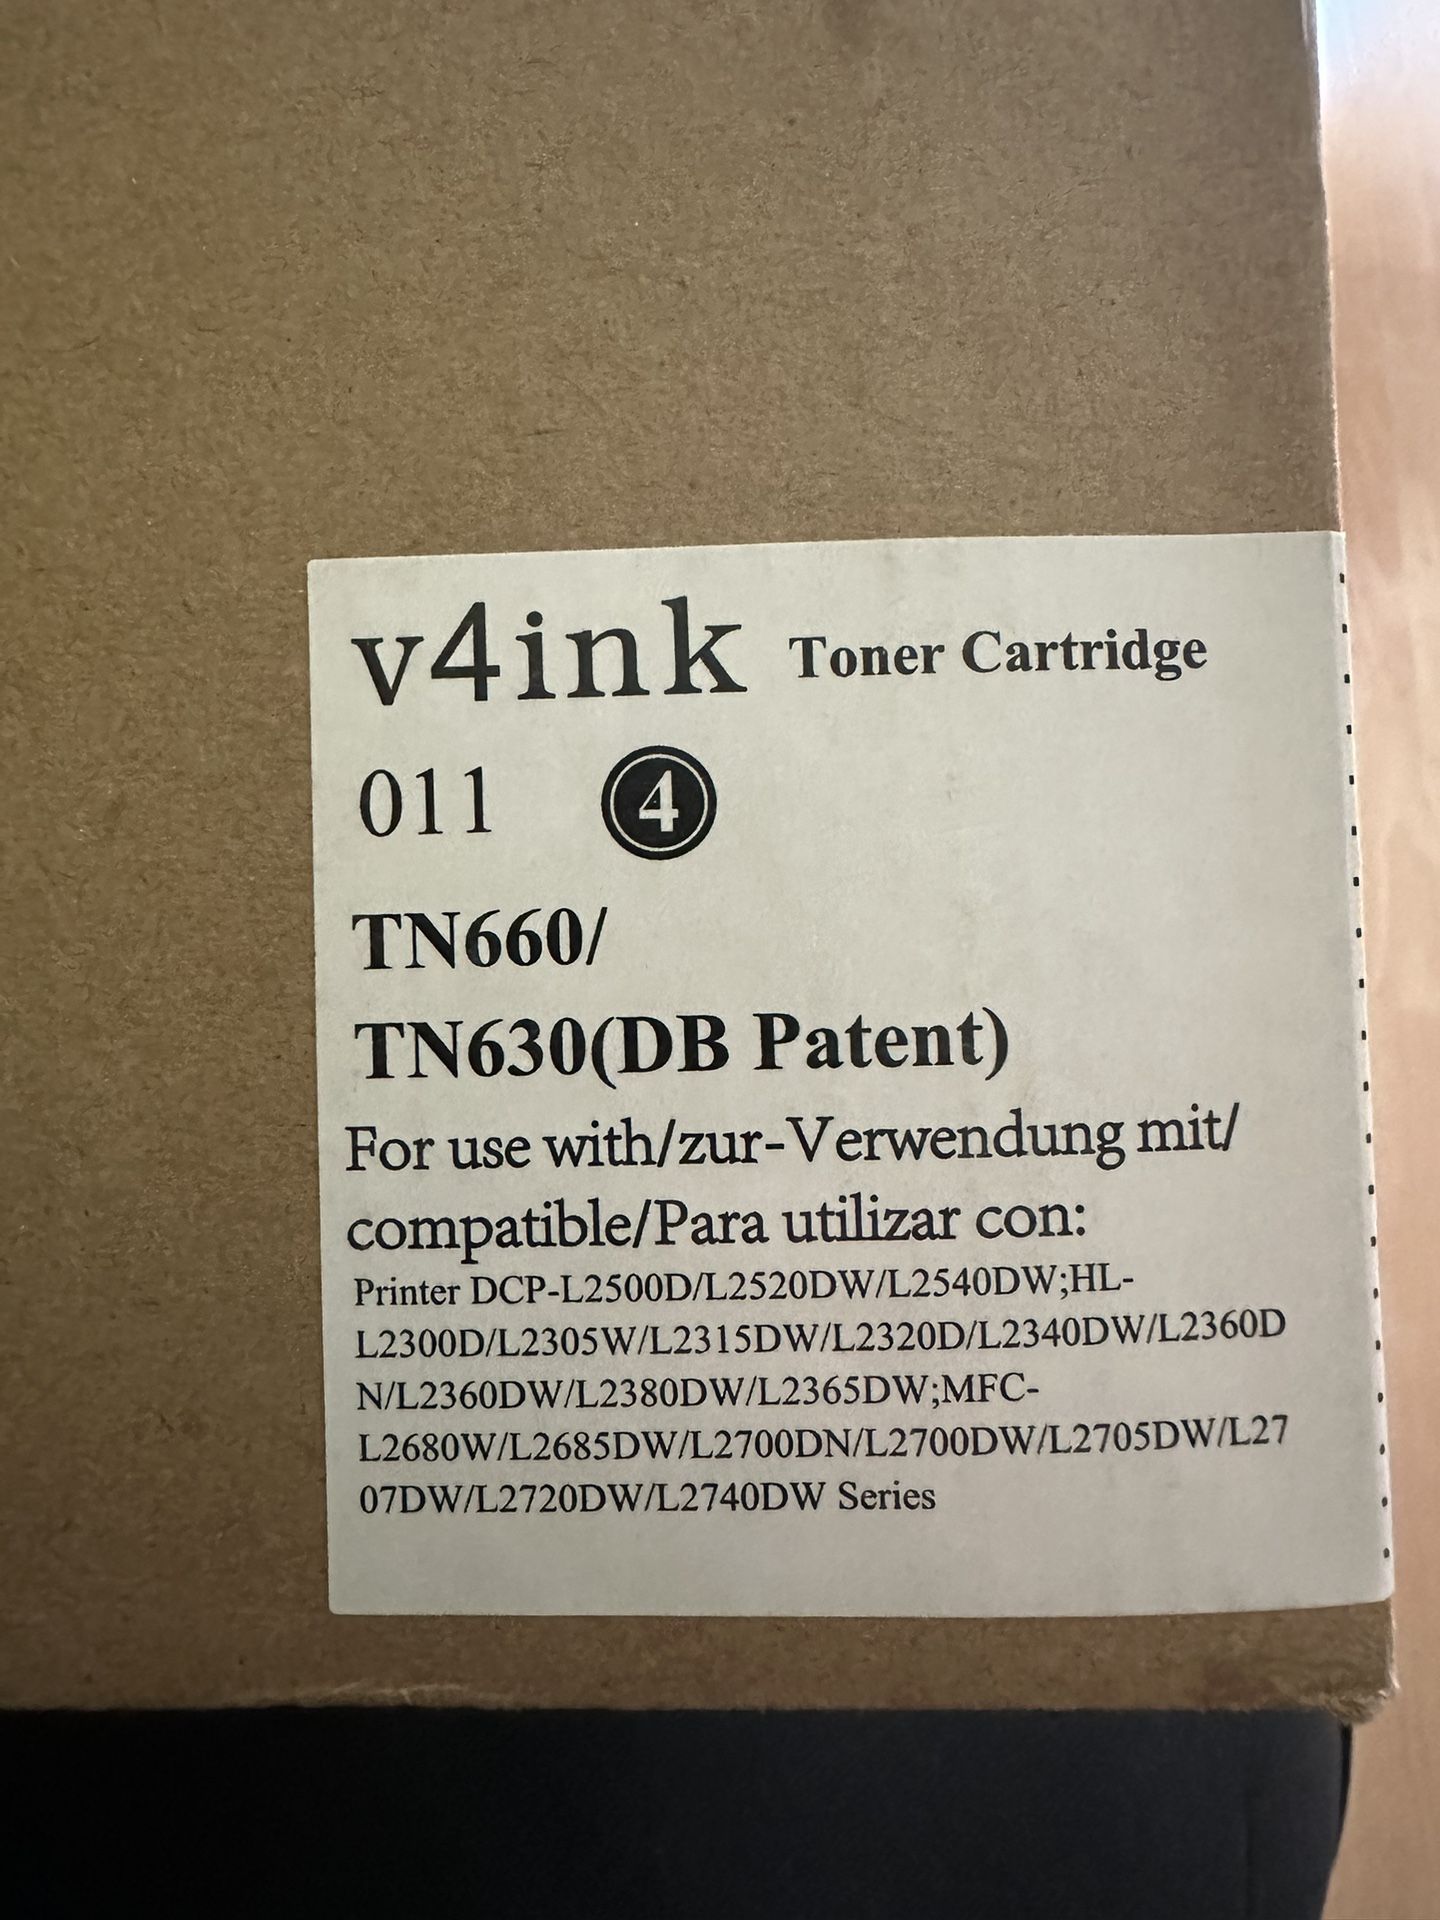 v4ink Toner Cartridge
011 4
TN660/
TN630(DB Patent)
For use with/zur-Verwendung mit/
compatible/Para utilizar con:
Printer DCP-L2500D/L2520DW/L2540DW;HL-
L2300D/L2305W/L2315DW/L2320D/L2340DW/L2360D
N/L2360DW/L2380DW/L2365DW;MFC-
L2680W/L2685DW/L2700DN/L2700DW/L2705DW/L27
07DW/L2720DW/L2740DW Series